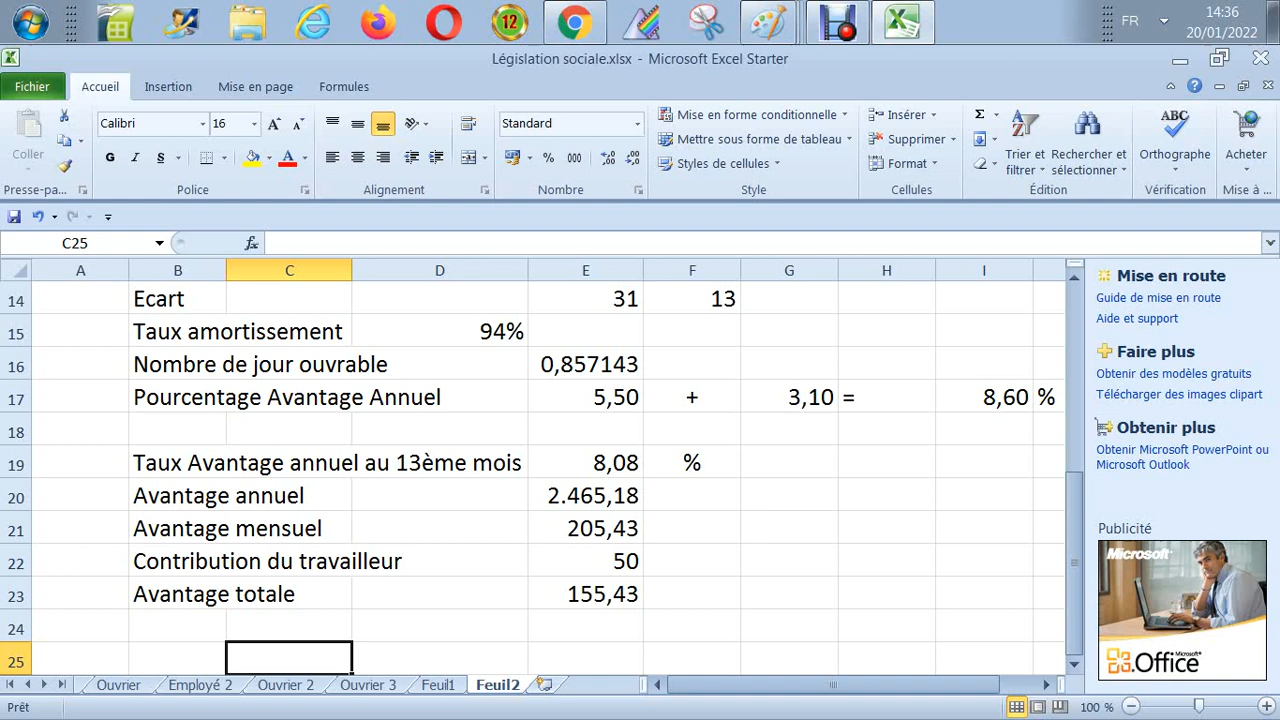 12
FR
14:36
20/01/2022
Législation sociale.xlsx - Microsoft Excel Starter
Fichier
Accueil
Insertion
Mise en page
Formules
Coller
Presse-pa...
Calibri
16
G I S
A
Police
Alignement
Standard
% 000
Nombre
Mise en forme conditionnelle
Mettre sous forme de tableau
Styles de cellules
Style
Insérer
Supprimer
Format
Cellules
Σ
Trier et filtrer
Rechercher et sélectionner
Édition
ABC
Orthographe
Vérification
Acheter
Mise à ...
C25
fx
A B C D E F G H I
14 Ecart 31 13
15 Taux amortissement 94%
16 Nombre de jour ouvrable 0,857143
17 Pourcentage Avantage Annuel 5,50 + 3,10 = 8,60 %
18
19 Taux Avantage annuel au 13ème mois 8,08 %
20 Avantage annuel 2.465,18
21 Avantage mensuel 205,43
22 Contribution du travailleur 50
23 Avantage totale 155,43
24
25
Mise en route
Guide de mise en route
Aide et support
Faire plus
Obtenir des modèles gratuits
Télécharger des images clipart
Obtenir plus
Obtenir Microsoft PowerPoint ou
Microsoft Outlook
Publicité
Microsoft
Microsoft
Office
Ouvrier
Employé 2
Ouvrier 2
Ouvrier 3
Feuil1
Feuil2
Prêt
100 %